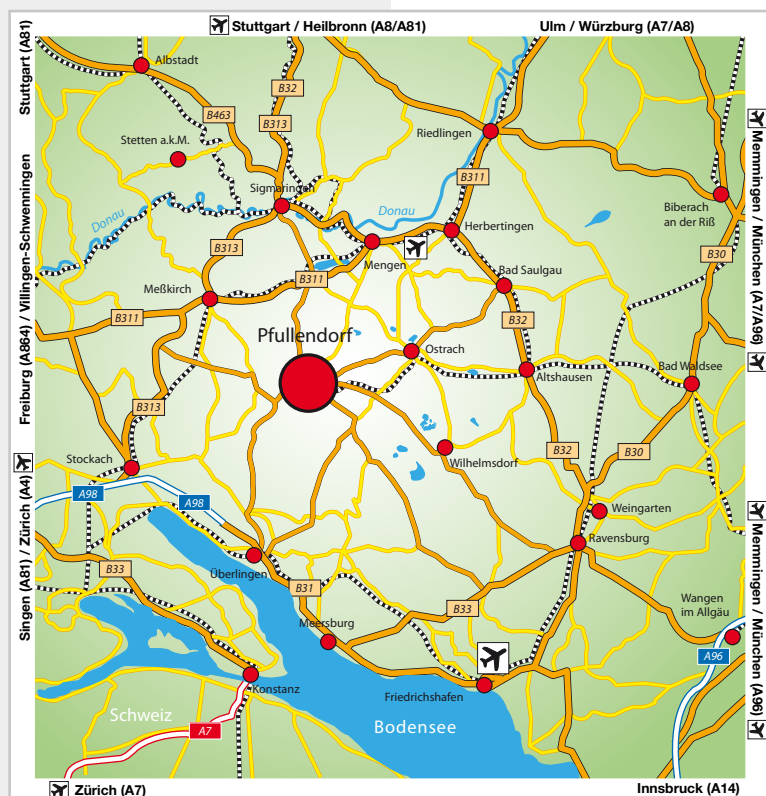 Stuttgart / Heilbronn (A8/A81)
Ulm / Würzburg (A7/A8)
Stuttgart (A81)
Freiburg (A864) / Villingen-Schwenningen
Singen (A81) / Zürich (A4)
Memmingen / München (A7/A96)
Memmingen / München (A96)
Albstadt
B32
B463
B313
Stetten a.k.M.
Riedlingen
B311
Sigmaringen
Biberach
an der Riß
Donau
Donau
Herbertingen
B313
Mengen
B30
Bad Saulgau
B311
Meßkirch
B311
B32
Pfullendorf
Ostrach
Altshausen
Bad Waldsee
B313
Stockach
Wilhelmsdorf
B32
B30
A98
A98
Weingarten
Ravensburg
B33
Überlingen
B31
B33
Wangen
im Allgäu
Meersburg
A96
Konstanz
Friedrichshafen
Schweiz
A7
Bodensee
Zürich (A7)
Innsbruck (A14)